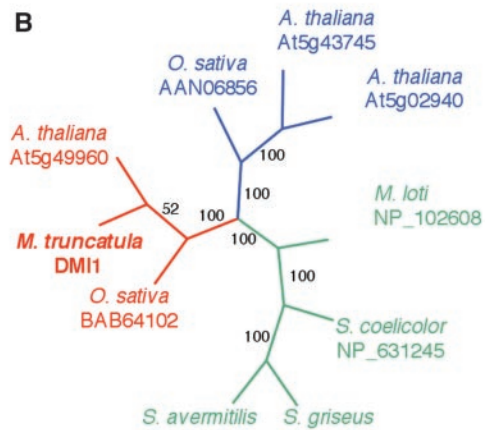 B
A. thaliana
At5g43745
O. sativa
AAN06856
A. thaliana
At5g02940
A. thaliana
At5g49960
100
100
52
100
100
M. loti
NP_102608
M. truncatula
DMI1
O. sativa
BAB64102
100
S. coelicolor
NP_631245
100
S. avermitilis
S. griseus